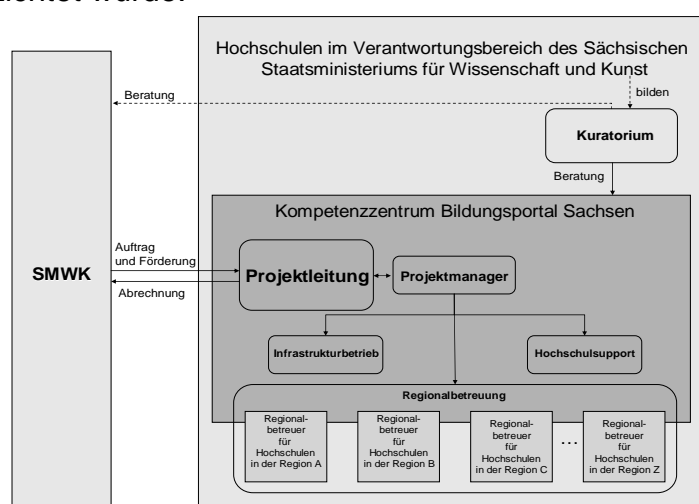 Hochschulen im Verantwortungsbereich des Sächsischen
Staatsministeriums für Wissenschaft und Kunst
Beratung
bilden
Kuratorium
Beratung
Kompetenzzentrum Bildungsportal Sachsen
SMWK
Auftrag
und Förderung
Abrechnung
Projektleitung
Projektmanager
Infrastrukturbetrieb
Hochschulsupport
Regionalbetreuung
Regional-
betreuer
für
Hochschulen
in der Region A
Regional-
betreuer
für
Hochschulen
in der Region B
Regional-
betreuer
für
Hochschulen
in der Region C
...
Regional-
betreuer
für
Hochschulen
in der Region Z